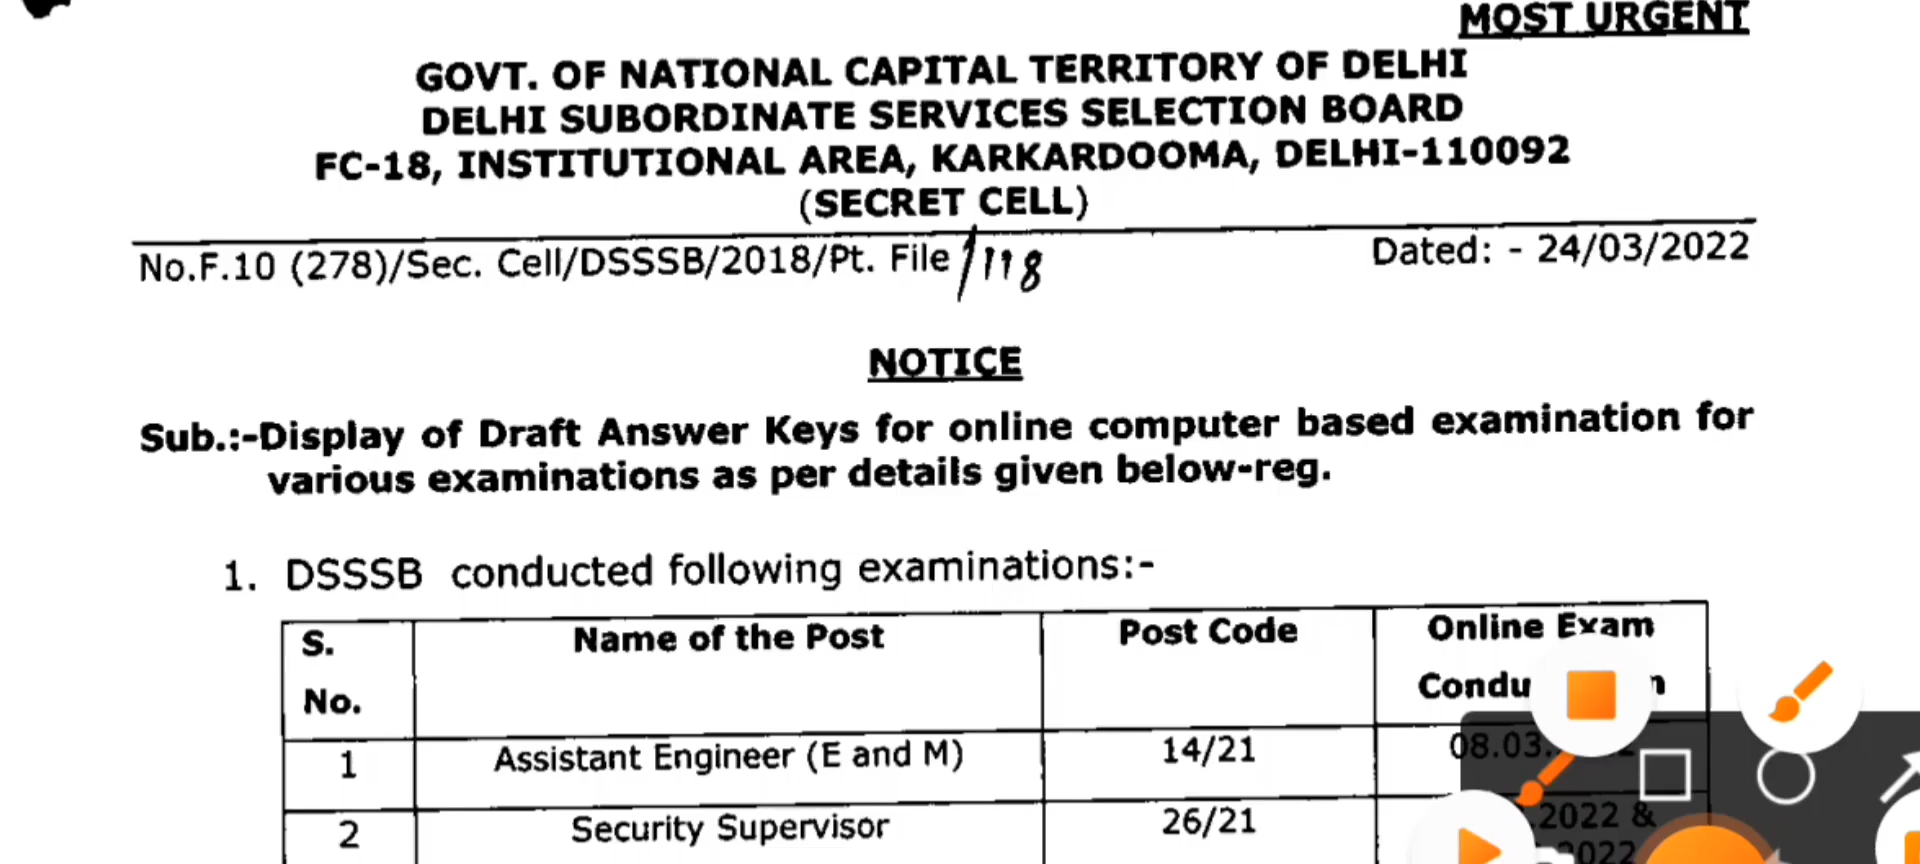 MOST URGENT
GOVT. OF NATIONAL CAPITAL TERRITORY OF DELHI
DELHI SUBORDINATE SERVICES SELECTION BOARD
FC-18, INSTITUTIONAL AREA, KARKARDOOMA, DELHI-110092
(SECRET CELL)
No.F.10 (278)/Sec. Cell/DSSSB/2018/Pt. File /118 Dated: - 24/03/2022
NOTICE
Sub.:-Display of Draft Answer Keys for online computer based examination for
various examinations as per details given below-reg.
1. DSSSB conducted following examinations:-
S. No. Name of the Post Post Code Online Exam
1 Assistant Engineer (E and M) 14/21 08.03.
2 Security Supervisor 26/21 .2022 &
2022